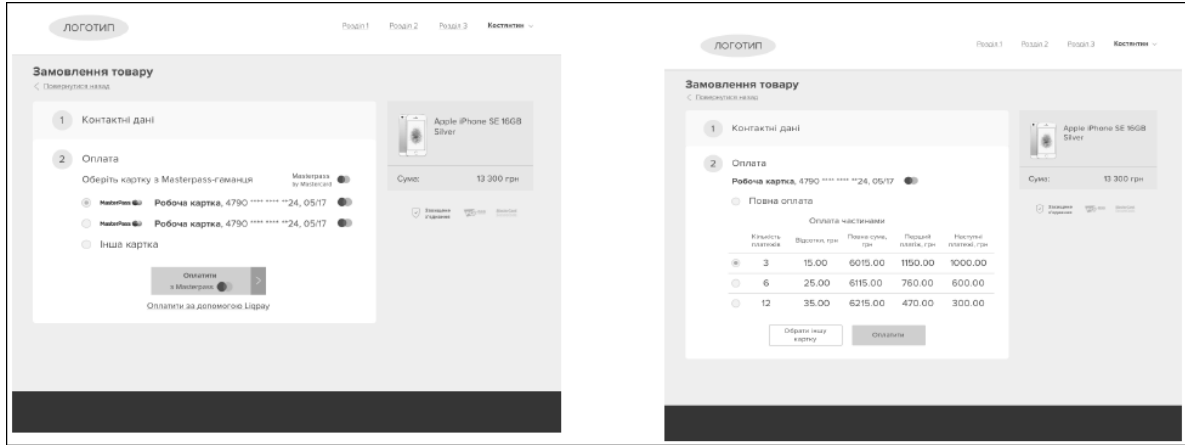 ЛОГОТИП
Розділ 1 Розділ 2 Розділ 3 Костянтин
Замовлення товару
Повернутися назад
1 Контактні дані
2 Оплата
Оберіть картку з Masterpass-гаманця
Masterpass
by Mastercard
MasterPass Робоча картка, 4790 **** **** **24, 05/17
MasterPass Робоча картка, 4790 **** **** **24, 05/17
Інша картка
Оплатити
з Masterpass
Оплатити за допомогою Liqpay
Apple iPhone SE 16GB
Silver
Сума: 13 300 грн
Захищене
з'єднання
ЛОГОТИП
Розділ 1 Розділ 2 Розділ 3 Костянтин
Замовлення товару
Повернутися назад
1 Контактні дані
2 Оплата
Робоча картка, 4790 **** **** **24, 05/17
Повна оплата
Оплата частинами
Кількість платежів Відсотки, грн Повна сума, грн Перший платіж, грн Наступні платежі, грн
3 15.00 6015.00 1150.00 1000.00
6 25.00 6115.00 760.00 600.00
12 35.00 6215.00 470.00 300.00
Обрати іншу
картку
Оплатити
Apple iPhone SE 16GB
Silver
Сума: 13 300 грн
Захищене
з'єднання